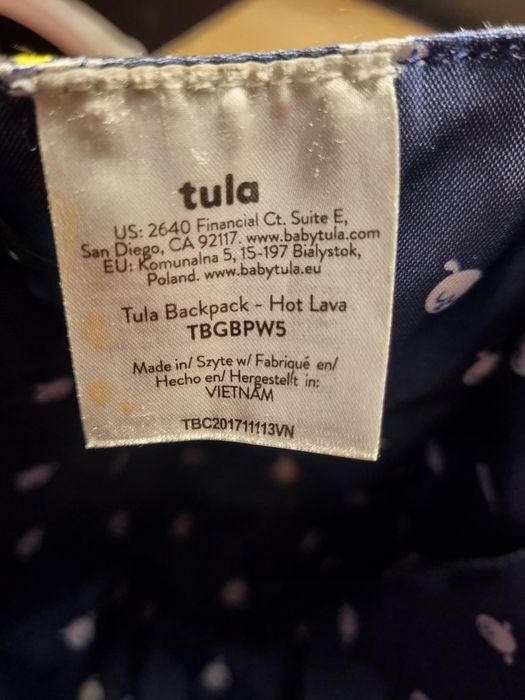 tula
US: 2640 Financial Ct. Suite E,
San Diego, CA 92117. www.babytula.com
EU: Komunalna 5, 15-197 Bialystok,
Poland. www.babytula.eu
Tula Backpack - Hot Lava
TBGBPW5
Made in/ Szyte w/ Fabriqué en/
Hecho en/ Hergestellt in:
VIETNAM
TBC201711113VN